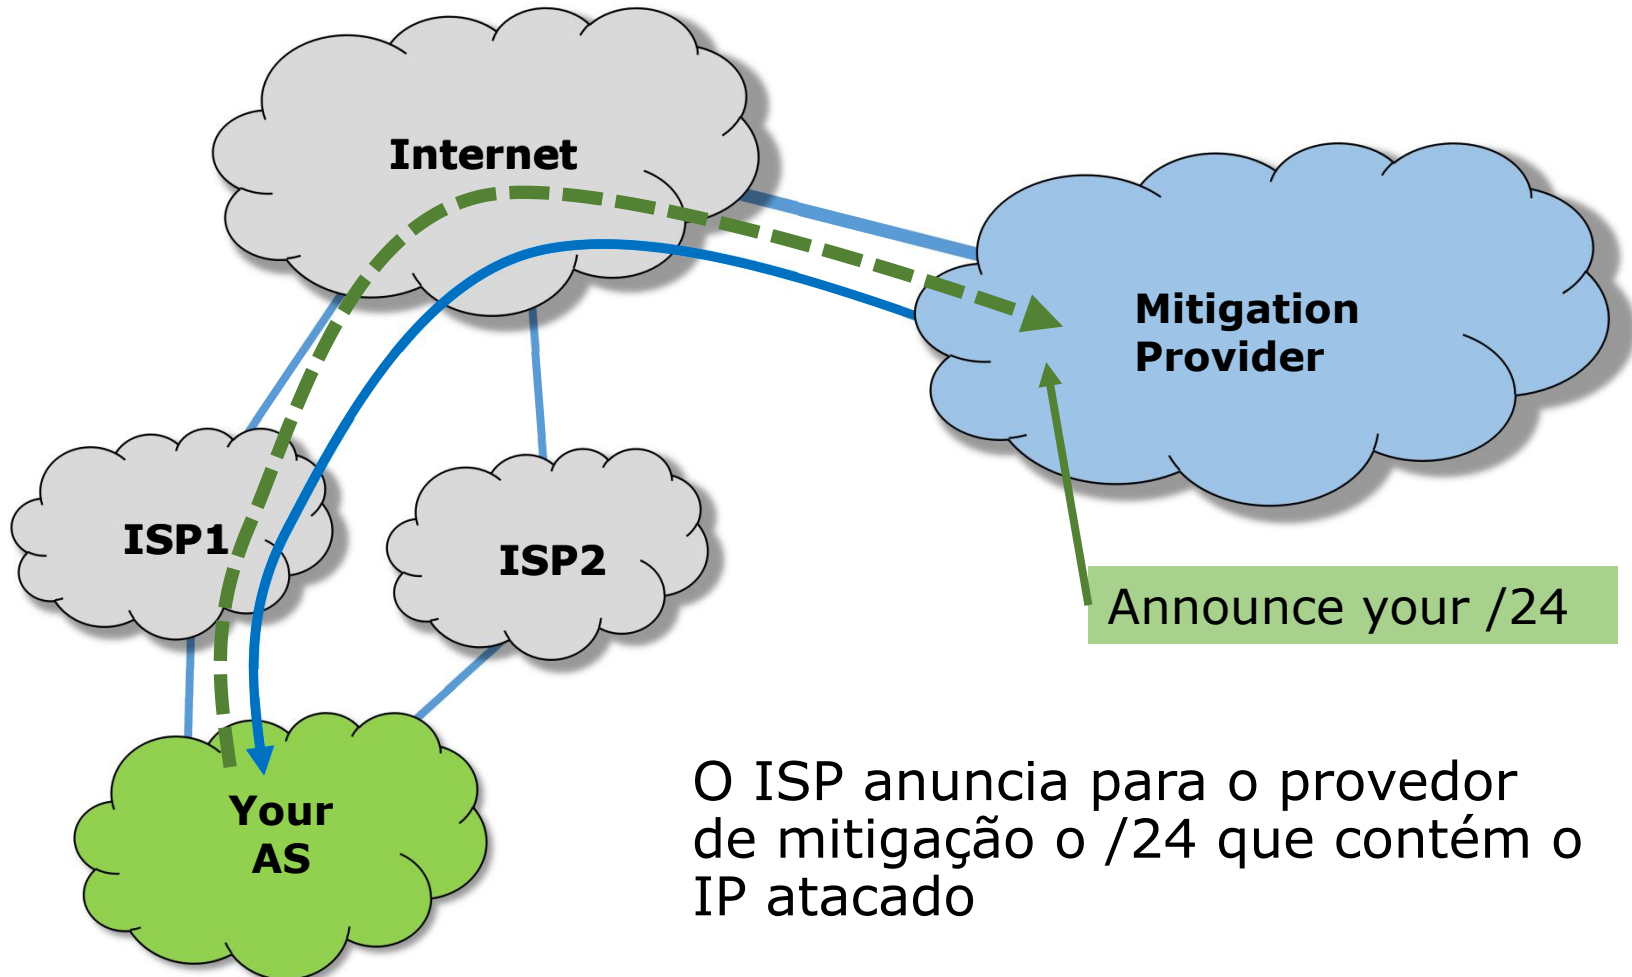 Internet
Mitigation
Provider
ISP1
ISP2
Announce your /24
Your
AS
O ISP anuncia para o provedor
de mitigação o /24 que contém o
IP atacado